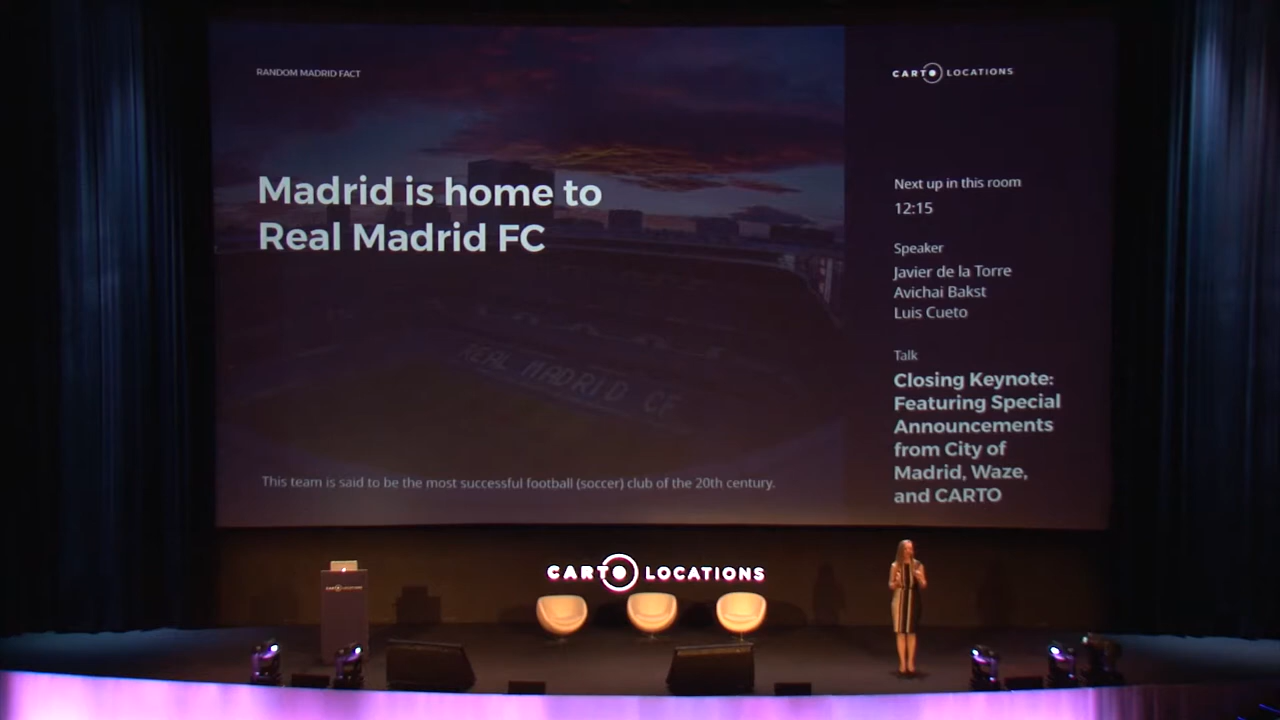 RANDOM MADRID FACT
Madrid is home to
Real Madrid FC
REAL MADRID CF
This team is said to be the most successful football (soccer) club of the 20th century.
CARTO LOCATIONS
Next up in this room
12:15
Speaker
Javier de la Torre
Avichai Bakst
Luis Cueto
Talk
Closing Keynote:
Featuring Special
Announcements
from City of
Madrid, Waze,
and CARTO
CARTO LOCATIONS
CARTO LOCATIONS